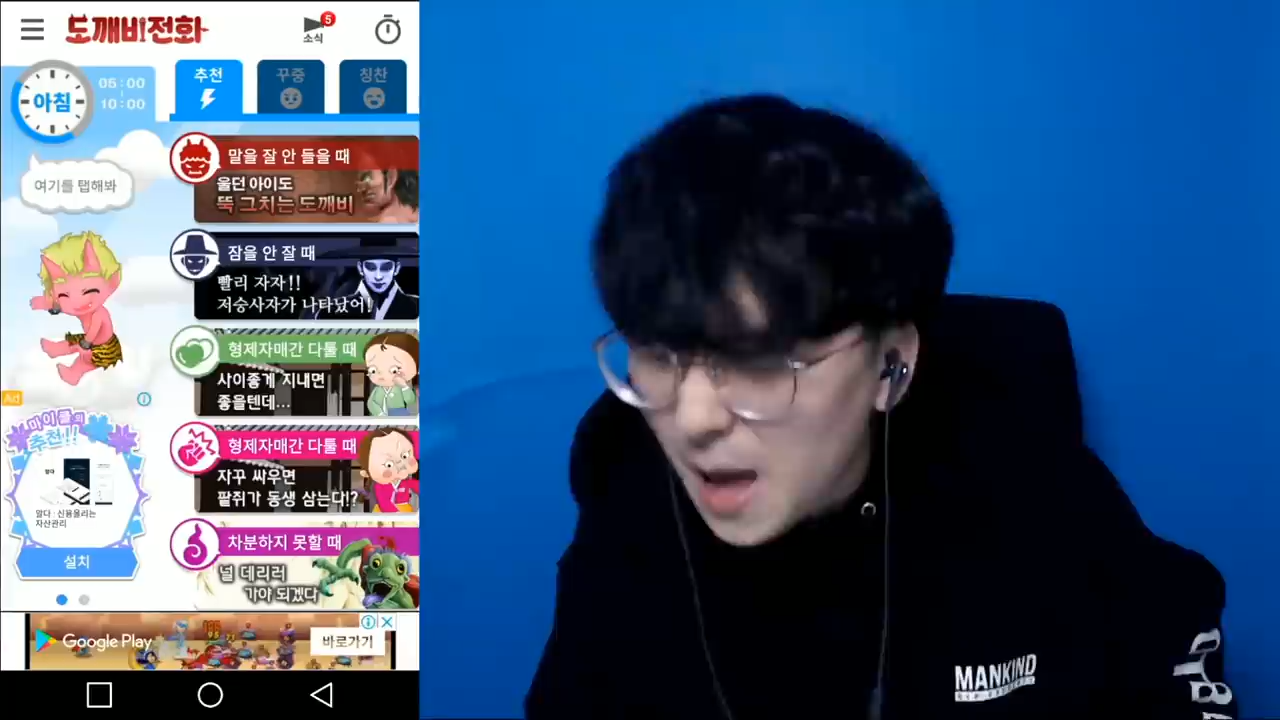 도깨비전화
5
소식
아침
06:00
10:00
추천
꾸중
칭찬
여기를 탭해봐
말을 잘 안 들을 때
울던 아이도
뚝 그치는 도깨비
잠을 안 잘 때
빨리 자자!!
저승사자가 나타났어!
형제자매간 다툴 때
사이좋게 지내면
좋을텐데...
형제자매간 다툴 때
자꾸 싸우면
팥쥐가 동생 삼는다!?
차분하지 못할 때
널 데리러
가야 되겠다
Ad
마이클의
추천!!
알다 : 신용올리는
자산관리
설치
Google Play
바로가기
MANKIND